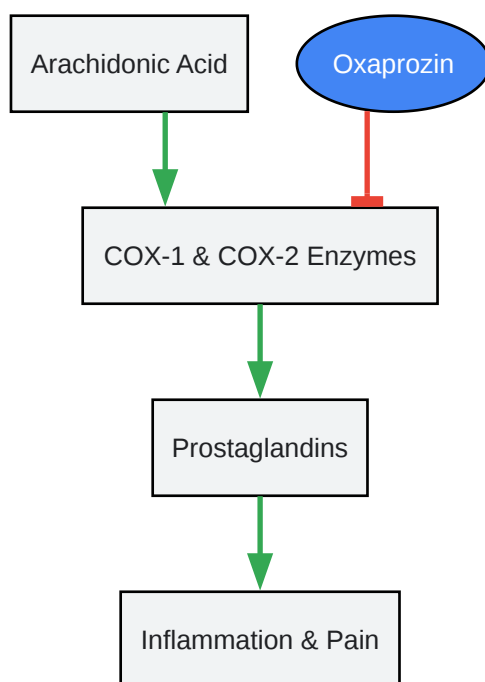 Arachidonic Acid
Oxaprozin
COX-1 & COX-2 Enzymes
Prostaglandins
Inflammation & Pain